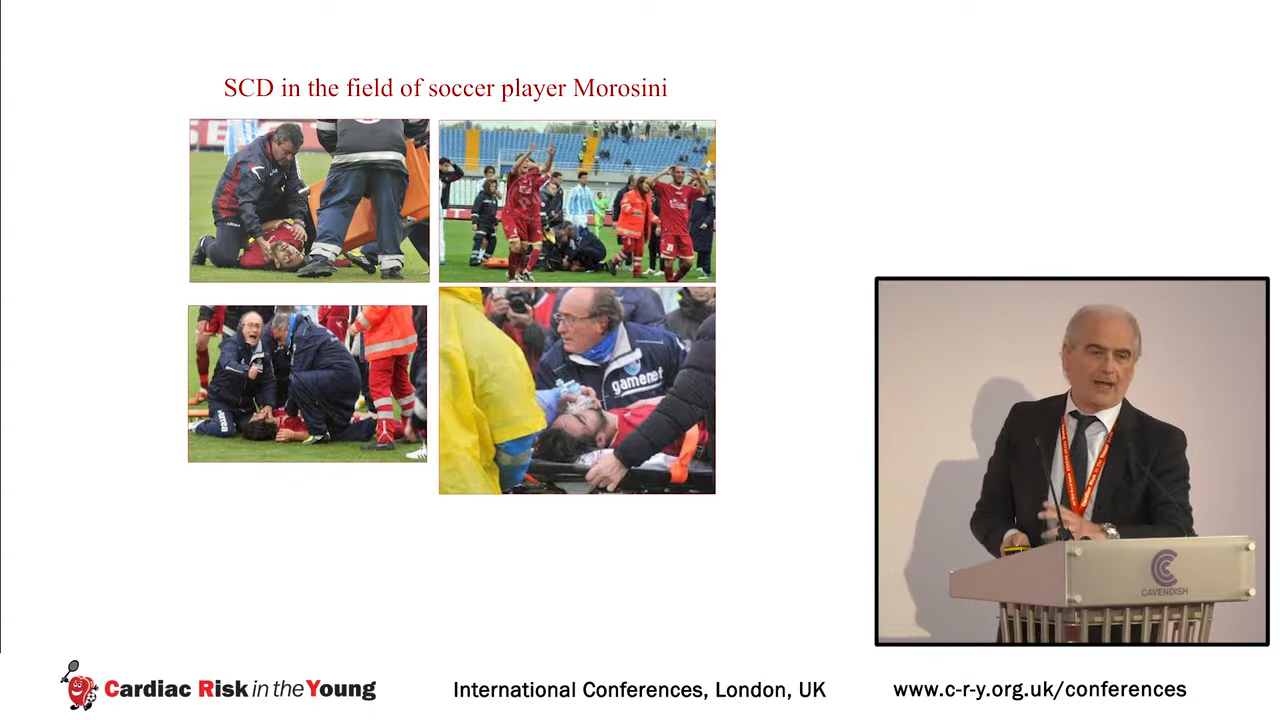 SCD in the field of soccer player Morosini
gamenet
CAVENDISH
Cardiac Risk in the Young
International Conferences, London, UK
www.c-r-y.org.uk/conferences